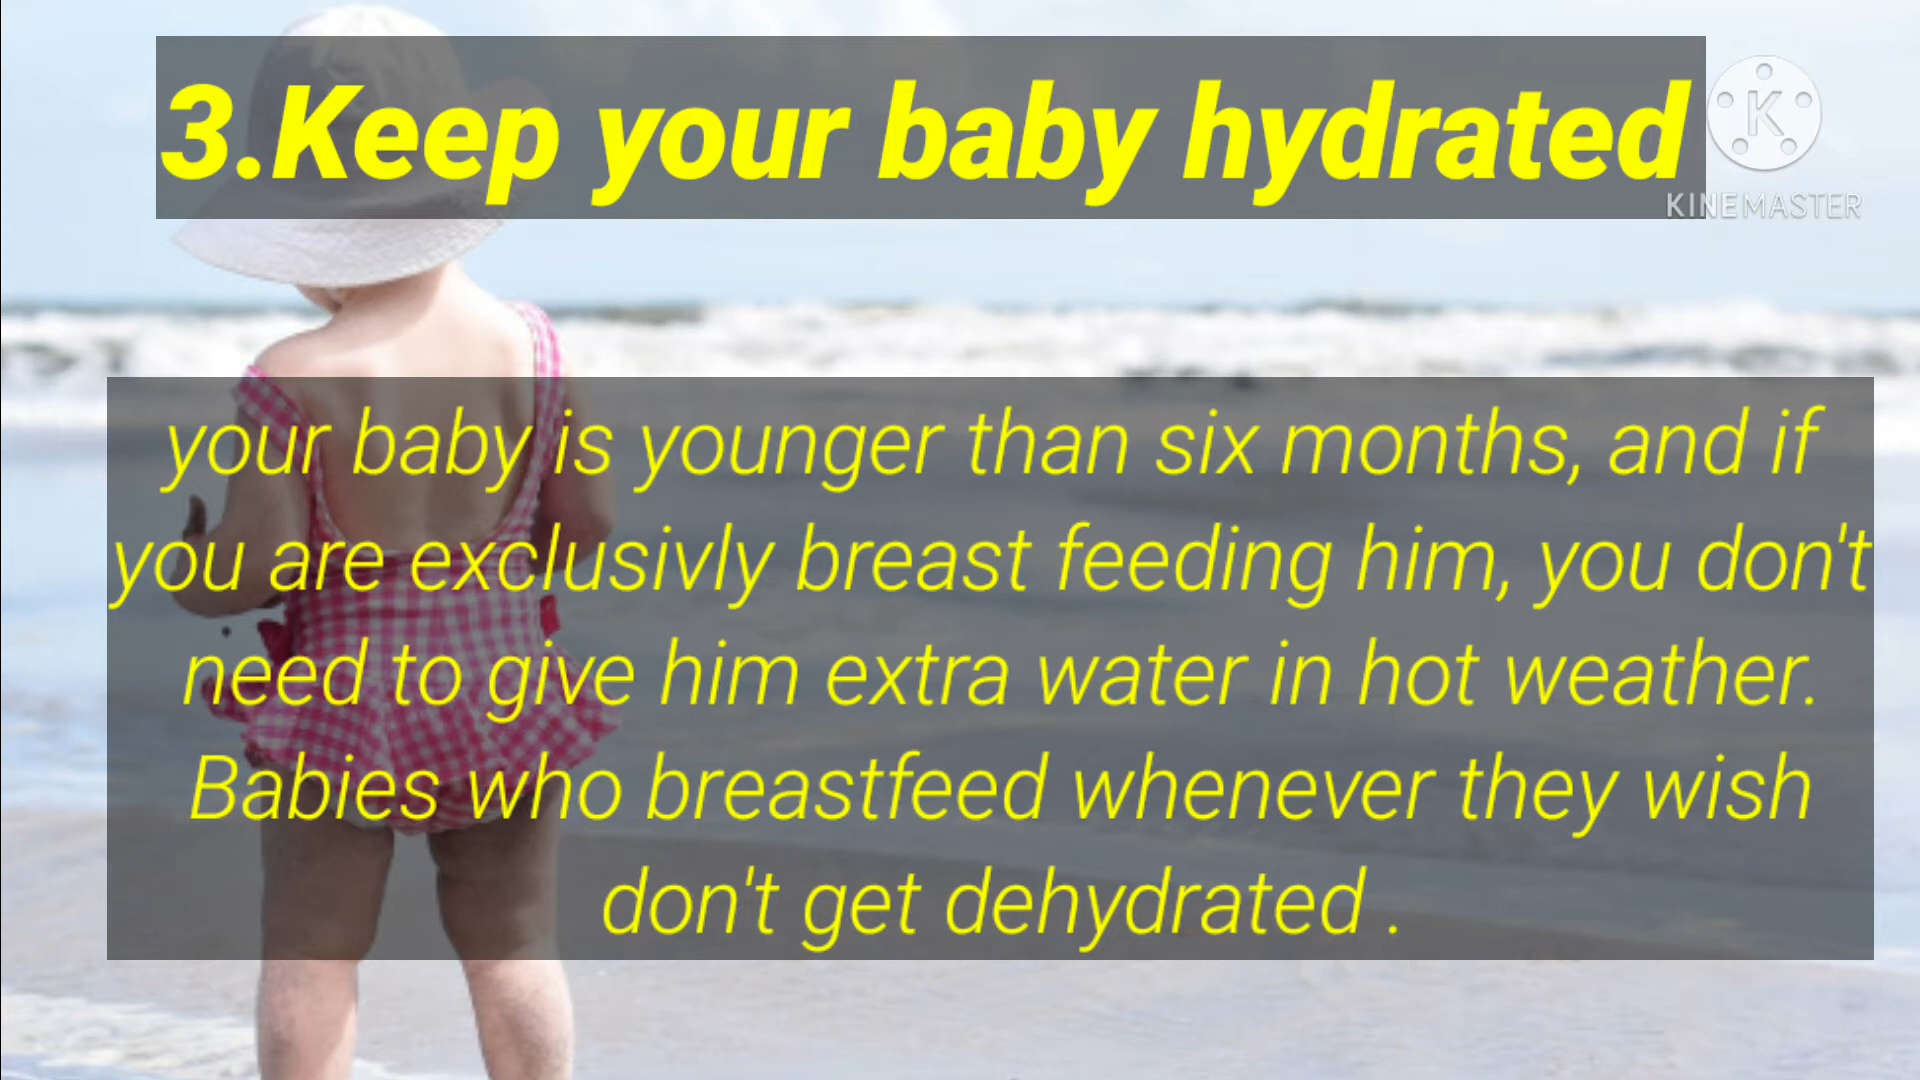 3.Keep your baby hydrated
K
KINEMASTER
your baby is younger than six months, and if
you are exclusivly breast feeding him, you don't
need to give him extra water in hot weather.
Babies who breastfeed whenever they wish
don't get dehydrated .